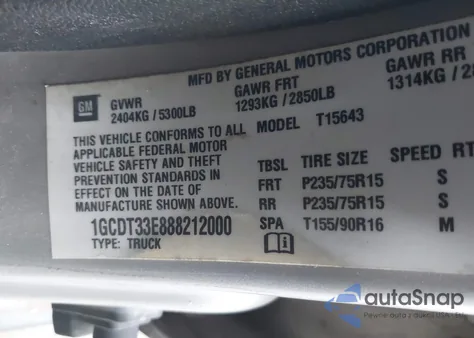 MFD BY GENERAL MOTORS CORPORATION
GM GVWR GAWR FRT GAWR RR
2404KG / 5300LB 1293KG / 2850LB 1314KG / 28
THIS VEHICLE CONFORMS TO ALL MODEL T15643
APPLICABLE FEDERAL MOTOR
VEHICLE SAFETY AND THEFT TBSL TIRE SIZE SPEED RT
PREVENTION STANDARDS IN FRT P235/75R15 S
EFFECT ON THE DATE OF RR P235/75R15 S
MANUFACTURE SHOWN ABOVE. SPA T155/90R16 M
1GCDT33E888212000
TYPE: TRUCK
autoSnap